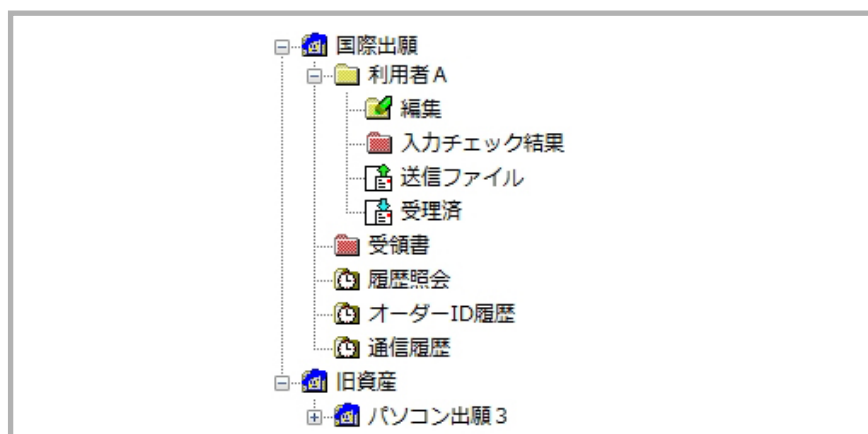 国際出願
利用者A
編集
入力チェック結果
送信ファイル
受理済
受領書
履歴照会
オーダーID履歴
通信履歴
旧資産
パソコン出願3